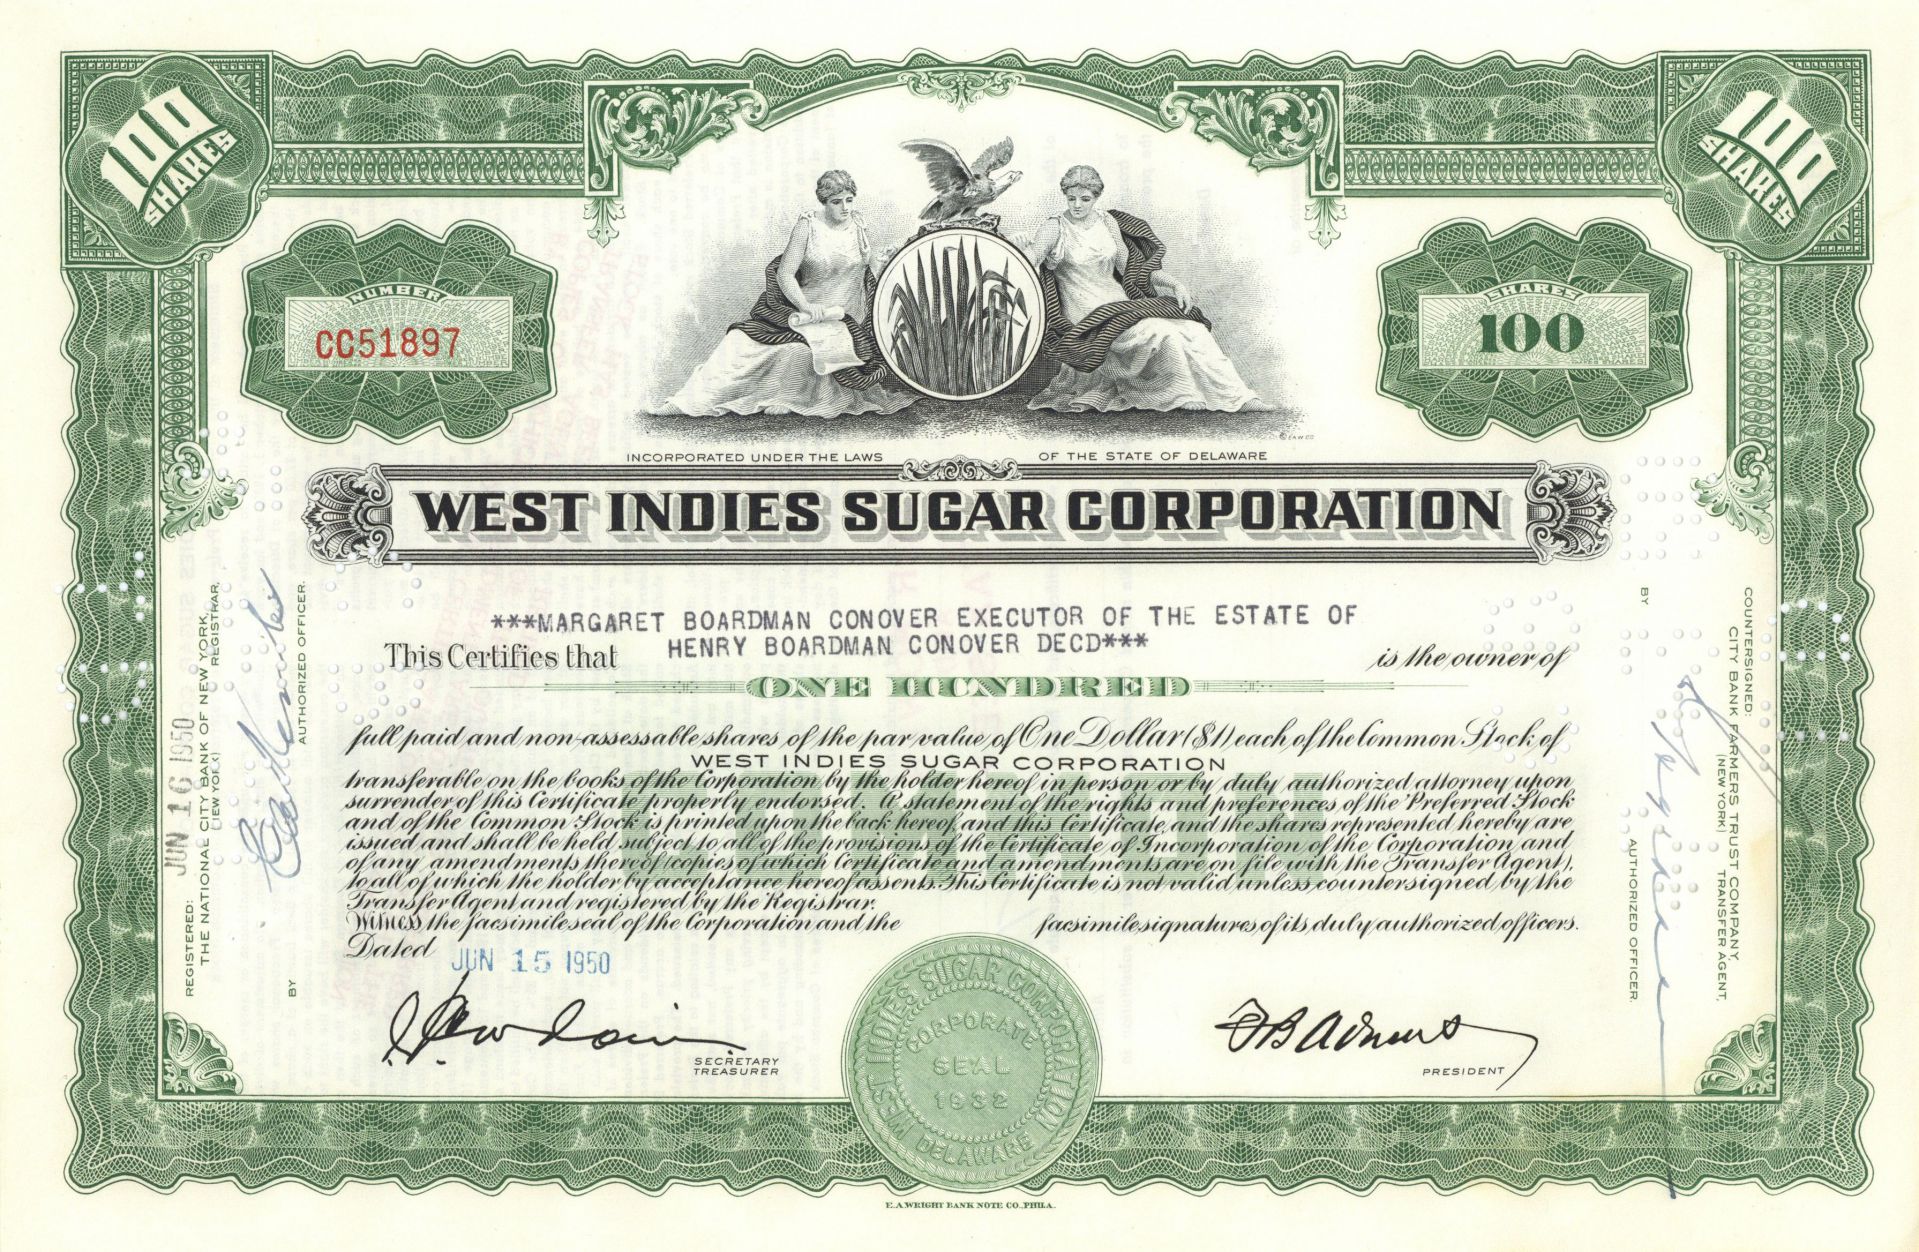 100 SHARES
100 SHARES
NUMBER
CC51897
SHARES
100
© E.A.W.CO
INCORPORATED UNDER THE LAWS OF THE STATE OF DELAWARE
WEST INDIES SUGAR CORPORATION
***MARGARET BOARDMAN CONOVER EXECUTOR OF THE ESTATE OF
This Certifies that HENRY BOARDMAN CONOVER DECD*** is the owner of
ONE HUNDRED
full paid and non-assessable shares of the par value of One Dollar ($1) each of the Common Stock of
WEST INDIES SUGAR CORPORATION
transferable on the books of the Corporation by the holder hereof in person or by duly authorized attorney upon
surrender of this Certificate properly endorsed. A statement of the rights and preferences of the Preferred Stock
and of the Common Stock is printed upon the back hereof and this Certificate, and the shares represented hereby are
issued and shall be held subject to all of the provisions of the Certificate of Incorporation of the Corporation and
of any amendments thereof (copies of which Certificate and amendments are on file with the Transfer Agent),
to all of which the holder by acceptance hereof assents. This Certificate is not valid unless countersigned by the
Transfer Agent and registered by the Registrar.
Witness the facsimile seal of the Corporation and the facsimile signatures of its duly authorized officers.
Dated JUN 15 1950
SECRETARY
TREASURER
WEST INDIES SUGAR CORPORATION
CORPORATE
SEAL
1932
DELAWARE
PRESIDENT
E.A. WRIGHT BANK NOTE CO., PHILA.
JUN 16 1950
REGISTERED:
THE NATIONAL CITY BANK OF NEW YORK,
(NEW YORK) REGISTRAR,
BY
AUTHORIZED OFFICER.
COUNTERSIGNED:
CITY BANK FARMERS TRUST COMPANY,
(NEW YORK) TRANSFER AGENT,
BY
AUTHORIZED OFFICER.